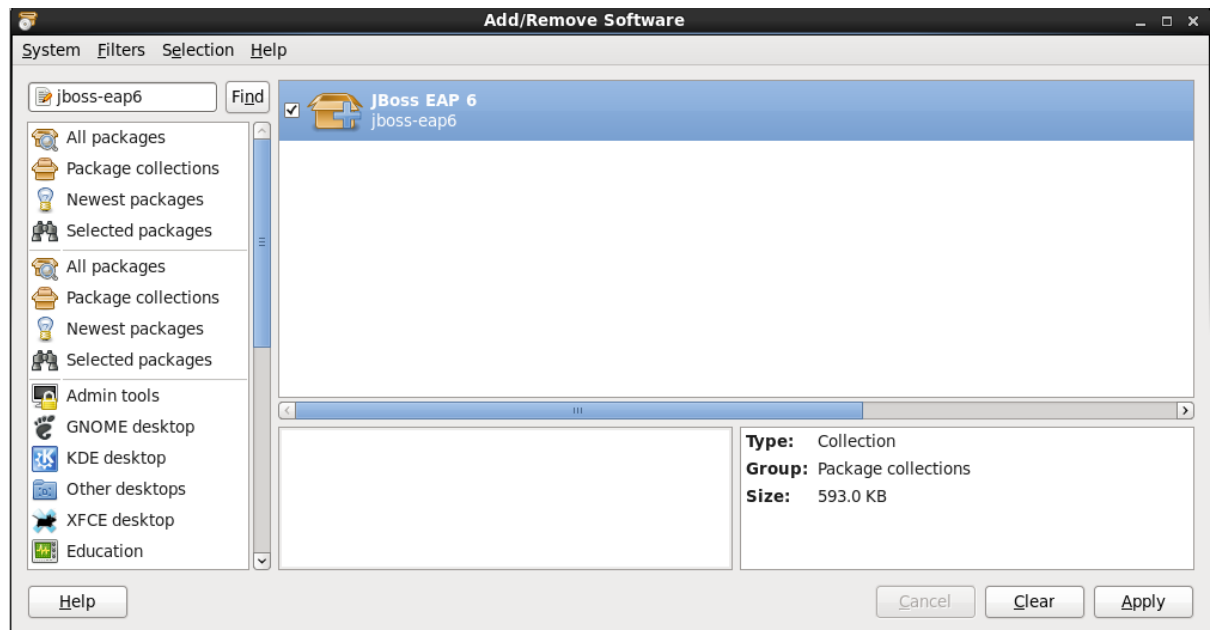 Add/Remove Software
System Filters Selection Help
jboss-eap6 Find
All packages
Package collections
Newest packages
Selected packages
All packages
Package collections
Newest packages
Selected packages
Admin tools
GNOME desktop
KDE desktop
Other desktops
XFCE desktop
Education
JBoss EAP 6
jboss-eap6
Type: Collection
Group: Package collections
Size: 593.0 KB
Help Cancel Clear Apply